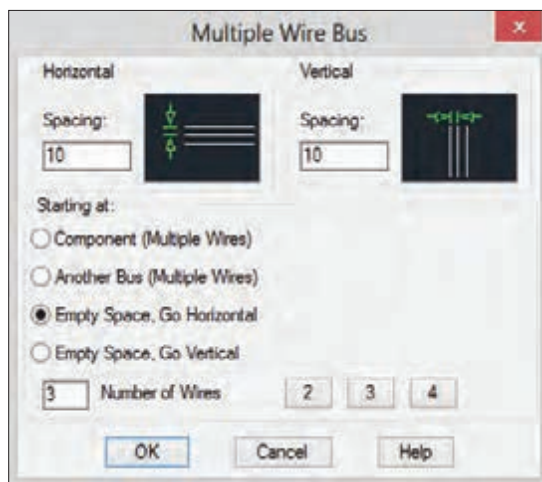 Multiple Wire Bus
x
Horizontal
Vertical
Spacing:
Spacing:
10
10
Starting at:
Component (Multiple Wires)
Another Bus (Multiple Wires)
Empty Space, Go Horizontal
Empty Space, Go Vertical
3 Number of Wires 2 3 4
OK Cancel Help